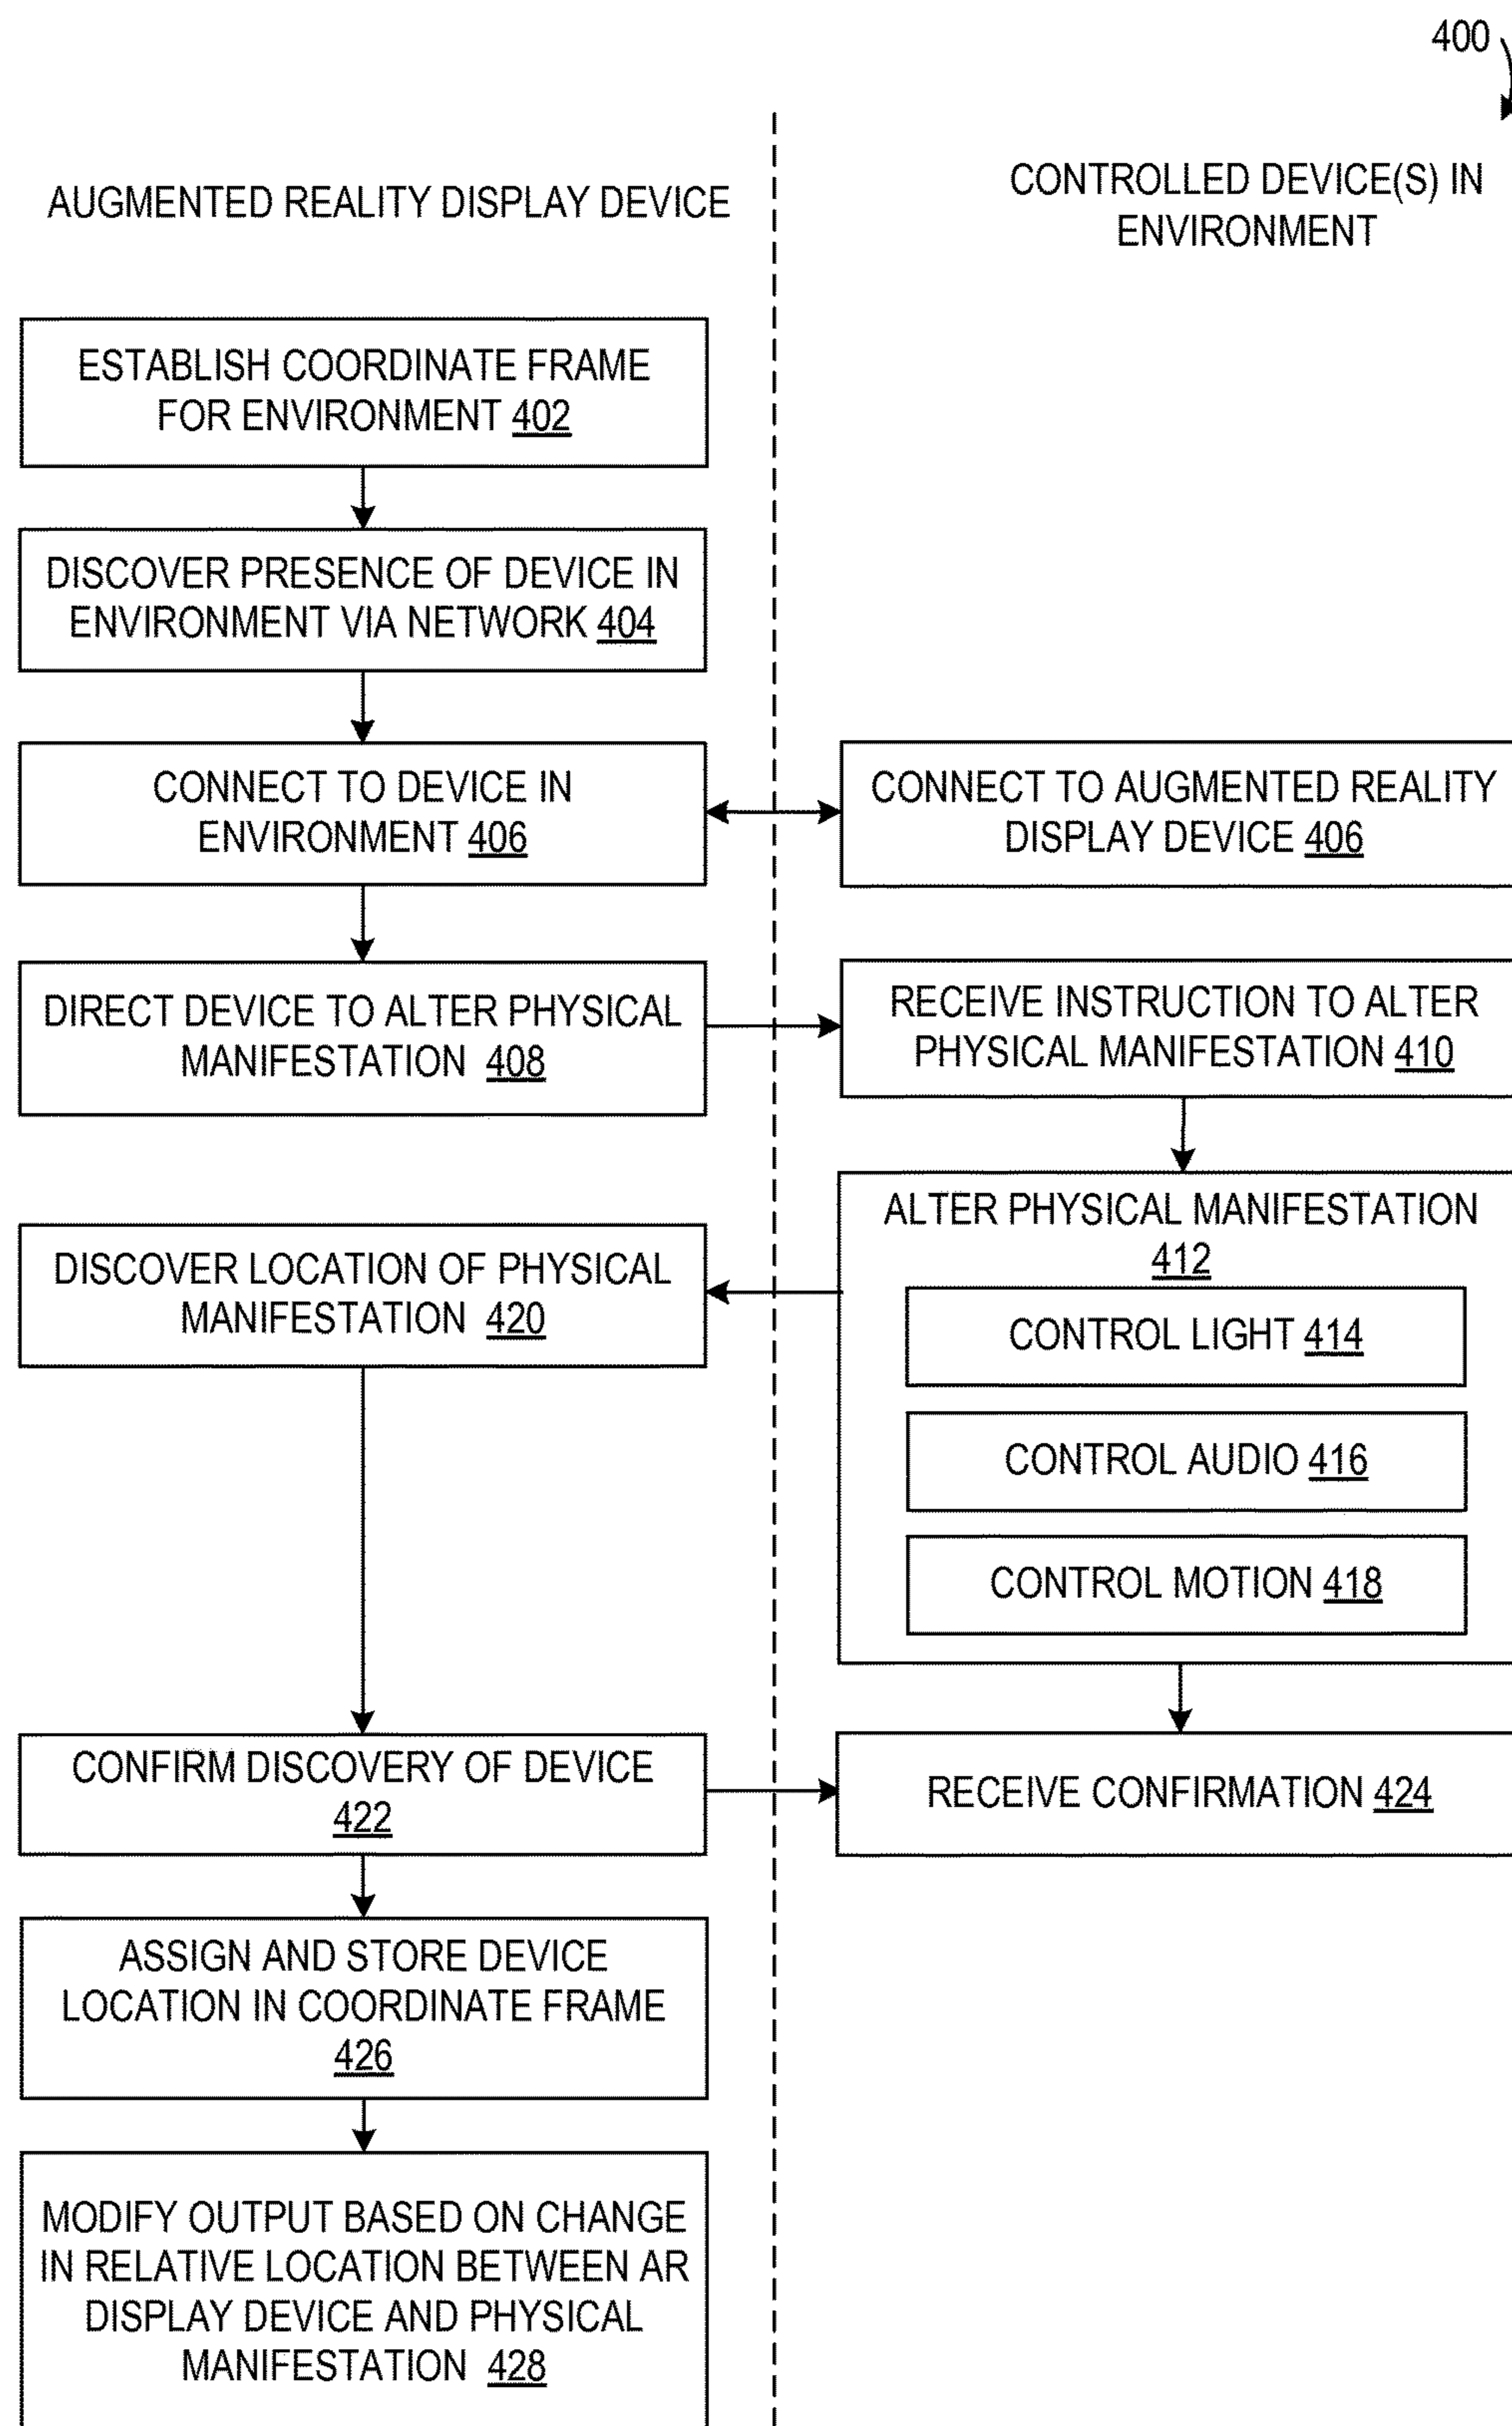 400
AUGMENTED REALITY DISPLAY DEVICE
CONTROLLED DEVICE(S) IN
ENVIRONMENT
ESTABLISH COORDINATE FRAME
FOR ENVIRONMENT 402
DISCOVER PRESENCE OF DEVICE IN
ENVIRONMENT VIA NETWORK 404
CONNECT TO DEVICE IN
ENVIRONMENT 406
CONNECT TO AUGMENTED REALITY
DISPLAY DEVICE 406
DIRECT DEVICE TO ALTER PHYSICAL
MANIFESTATION 408
RECEIVE INSTRUCTION TO ALTER
PHYSICAL MANIFESTATION 410
ALTER PHYSICAL MANIFESTATION
412
CONTROL LIGHT 414
CONTROL AUDIO 416
CONTROL MOTION 418
DISCOVER LOCATION OF PHYSICAL
MANIFESTATION 420
CONFIRM DISCOVERY OF DEVICE
422
RECEIVE CONFIRMATION 424
ASSIGN AND STORE DEVICE
LOCATION IN COORDINATE FRAME
426
MODIFY OUTPUT BASED ON CHANGE
IN RELATIVE LOCATION BETWEEN AR
DISPLAY DEVICE AND PHYSICAL
MANIFESTATION 428